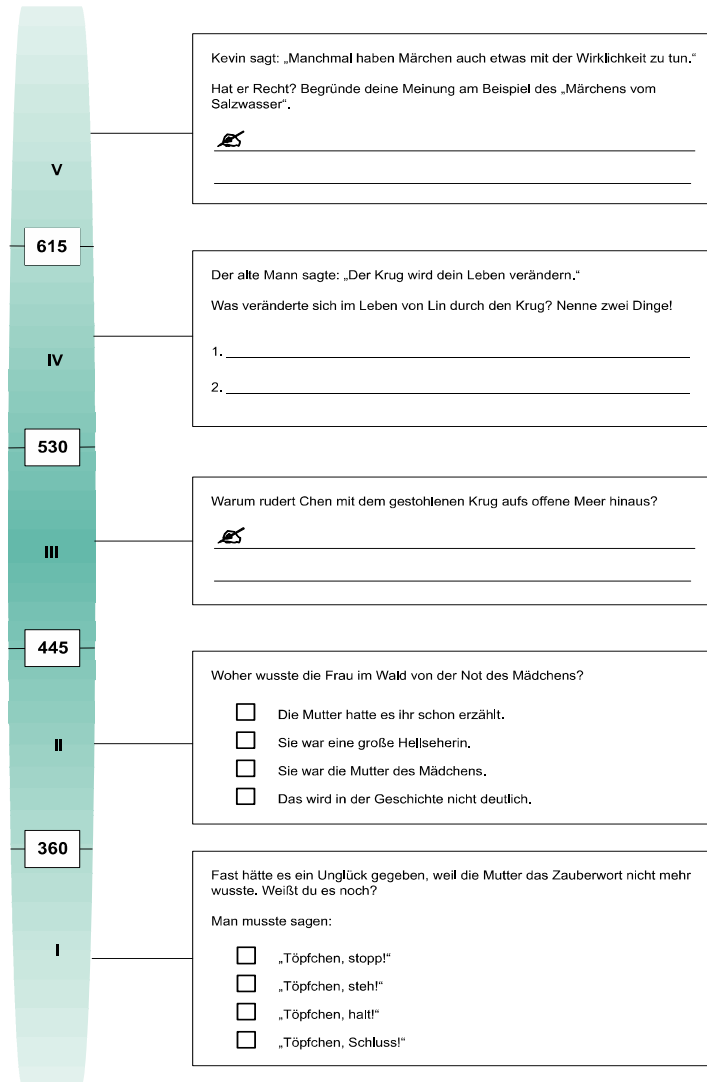 Kevin sagt: „Manchmal haben Märchen auch etwas mit der Wirklichkeit zu tun.“
Hat er Recht? Begründe deine Meinung am Beispiel des „Märchens vom
Salzwasser“.
V
615
Der alte Mann sagte: „Der Krug wird dein Leben verändern.“
Was veränderte sich im Leben von Lin durch den Krug? Nenne zwei Dinge!
1.
2.
IV
530
Warum rudert Chen mit dem gestohlenen Krug aufs offene Meer hinaus?
III
445
Woher wusste die Frau im Wald von der Not des Mädchens?
Die Mutter hatte es ihr schon erzählt.
Sie war eine große Hellseherin.
Sie war die Mutter des Mädchens.
Das wird in der Geschichte nicht deutlich.
II
360
Fast hätte es ein Unglück gegeben, weil die Mutter das Zauberwort nicht mehr
wusste. Weißt du es noch?
Man musste sagen:
„Töpfchen, stopp!“
„Töpfchen, steh!“
„Töpfchen, halt!“
„Töpfchen, Schluss!“
I